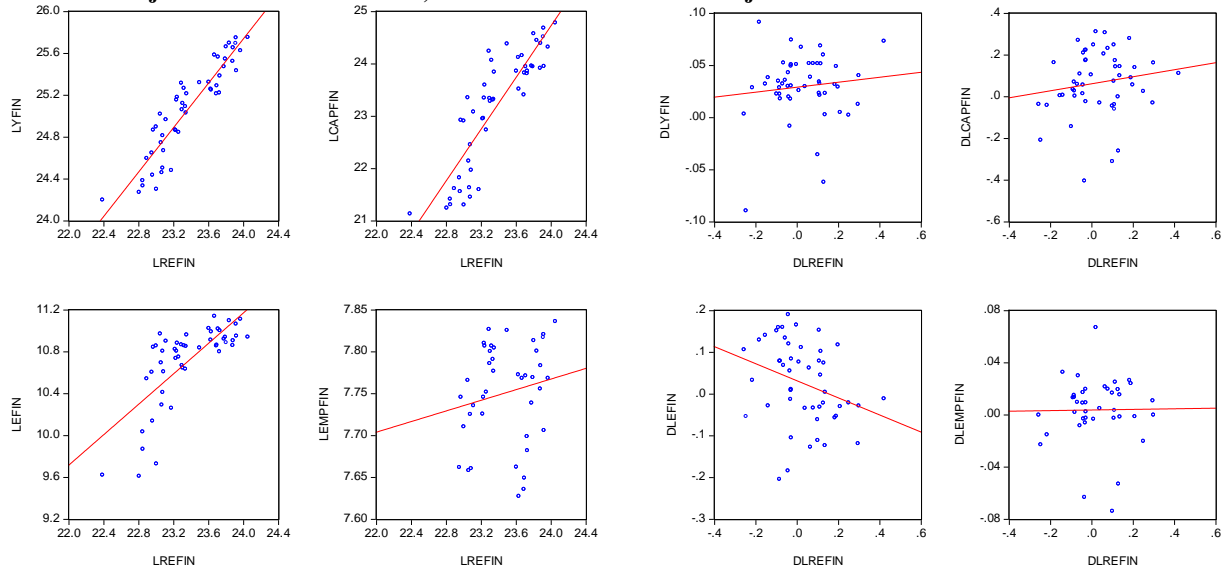 26.0
25.6
25.2
24.8
24.4
24.0
LYFIN
22.0 22.4 22.8 23.2 23.6 24.0 24.4
LREFIN
25
24
23
22
21
LCAPFIN
22.0 22.4 22.8 23.2 23.6 24.0 24.4
LREFIN
.10
.05
.00
-.05
-.10
DLYFIN
-.4 -.2 .0 .2 .4 .6
DLREFIN
.4
.2
.0
-.2
-.4
-.6
DLCAPFIN
-.4 -.2 .0 .2 .4 .6
DLREFIN
11.2
10.8
10.4
10.0
9.6
9.2
LEFIN
22.0 22.4 22.8 23.2 23.6 24.0 24.4
LREFIN
7.85
7.80
7.75
7.70
7.65
7.60
LEMPFIN
22.0 22.4 22.8 23.2 23.6 24.0 24.4
LREFIN
.2
.1
.0
-.1
-.2
-.3
DLEFIN
-.4 -.2 .0 .2 .4 .6
DLREFIN
.08
.04
.00
-.04
-.08
DLEMPFIN
-.4 -.2 .0 .2 .4 .6
DLREFIN